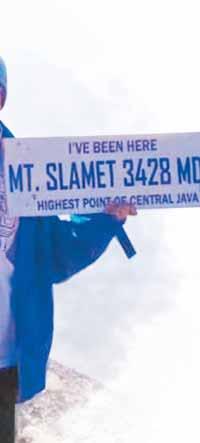 I'VE BEEN HERE
MT. SLAMET 3428 MD
HIGHEST POINT OF CENTRAL JAVA